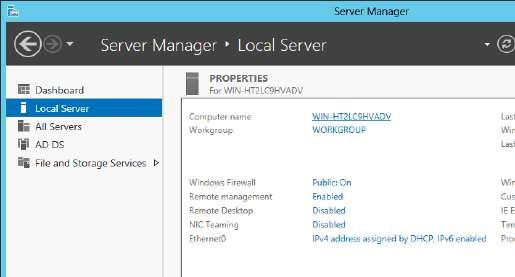 Server Manager
Server Manager ▸ Local Server
Dashboard
Local Server
All Servers
AD DS
File and Storage Services
PROPERTIES
For WIN-HT2LC9HVADV
Computer name WIN-HT2LC9HVADV Last
Workgroup WORKGROUP Win
Last
Windows Firewall Public: On Win
Remote management Enabled Cus
Remote Desktop Disabled IE E
NIC Teaming Disabled Tim
Ethernet0 IPv4 address assigned by DHCP, IPv6 enabled Proc